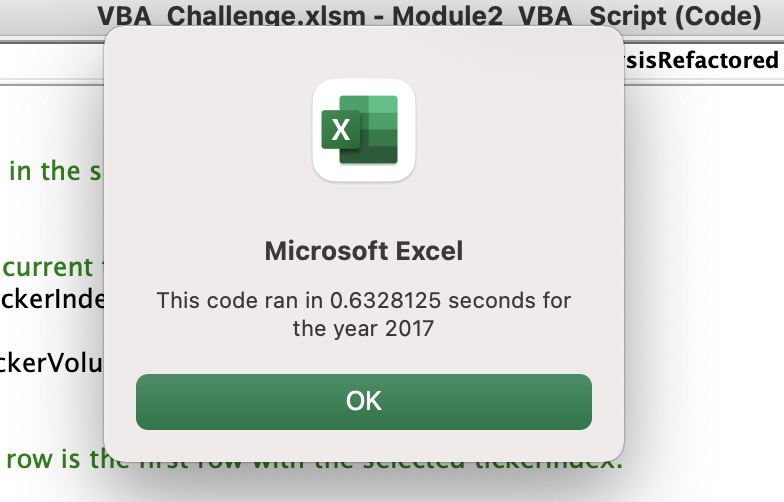 VBA_Challenge.xlsm - Module2_VBA_Script (Code)
sisRefactored
in the s
X
Microsoft Excel
current
ckerInde
This code ran in 0.6328125 seconds for
the year 2017
ckerVolu
OK
row is the first row with the selected tickerIndex.